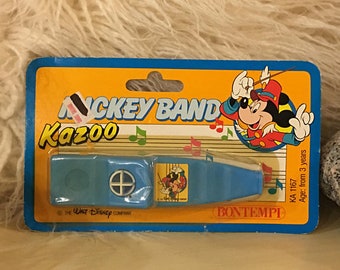 MICKEY BAND
Kazoo
© THE WALT DISNEY COMPANY
BONTEMPI
KA 1167
Age: from 3 years